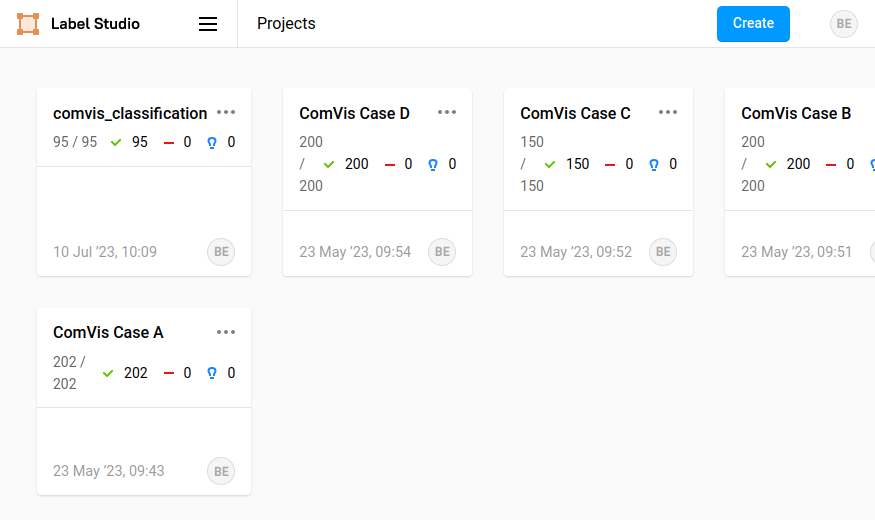 Label Studio
Projects
Create
BE
comvis_classification
95 / 95 95 0 0
10 Jul '23, 10:09
BE
ComVis Case D
200
/ 200 0 0
200
23 May '23, 09:54
BE
ComVis Case C
150
/ 150 0 0
150
23 May '23, 09:52
BE
ComVis Case B
200
/ 200 0
200
23 May '23, 09:51
ComVis Case A
202 /
202 202 0 0
23 May '23, 09:43
BE